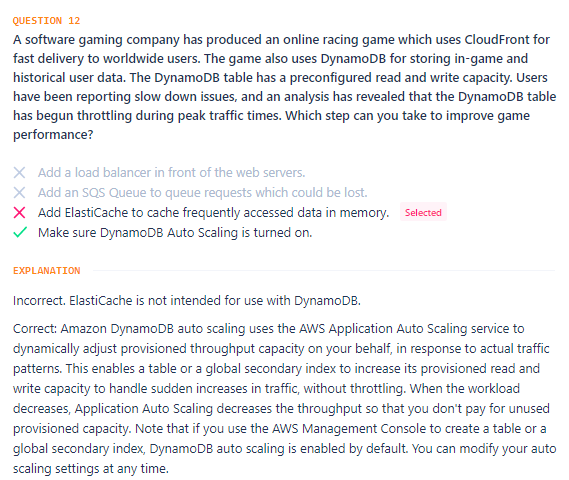 QUESTION 12
A software gaming company has produced an online racing game which uses CloudFront for
fast delivery to worldwide users. The game also uses DynamoDB for storing in-game and
historical user data. The DynamoDB table has a preconfigured read and write capacity. Users
have been reporting slow down issues, and an analysis has revealed that the DynamoDB table
has begun throttling during peak traffic times. Which step can you take to improve game
performance?
Add a load balancer in front of the web servers.
Add an SQS Queue to queue requests which could be lost.
Add ElastiCache to cache frequently accessed data in memory. Selected
Make sure DynamoDB Auto Scaling is turned on.
EXPLANATION
Incorrect. ElastiCache is not intended for use with DynamoDB.
Correct: Amazon DynamoDB auto scaling uses the AWS Application Auto Scaling service to
dynamically adjust provisioned throughput capacity on your behalf, in response to actual traffic
patterns. This enables a table or a global secondary index to increase its provisioned read and
write capacity to handle sudden increases in traffic, without throttling. When the workload
decreases, Application Auto Scaling decreases the throughput so that you don't pay for unused
provisioned capacity. Note that if you use the AWS Management Console to create a table or a
global secondary index, DynamoDB auto scaling is enabled by default. You can modify your auto
scaling settings at any time.